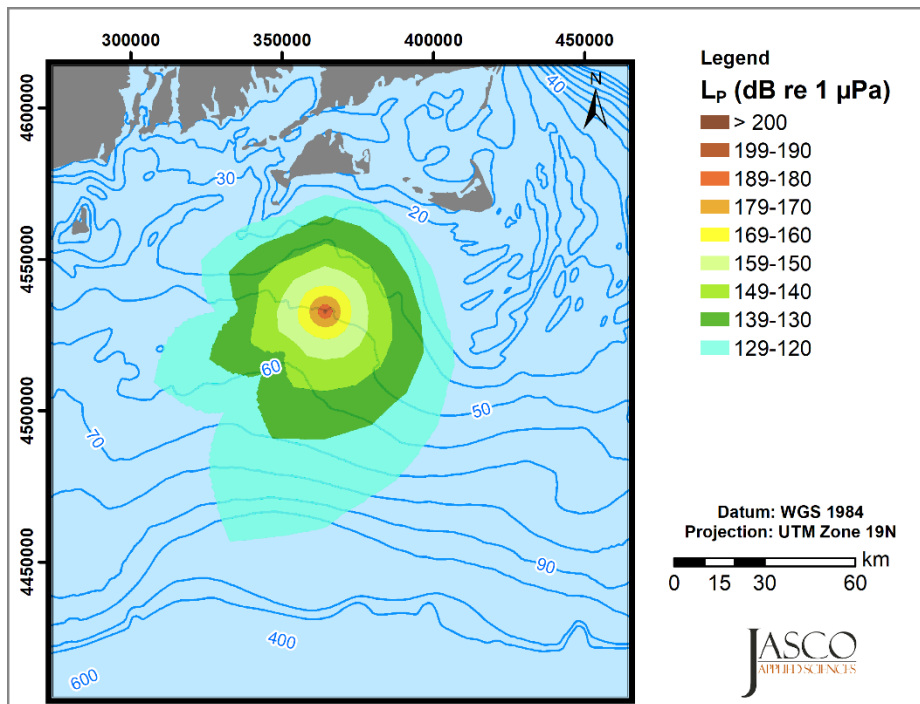 300000
350000
400000
450000
4600000
4550000
4500000
4450000
N
40
30
20
60
50
70
90
400
600
Legend
LP (dB re 1 µPa)
> 200
199-190
189-180
179-170
169-160
159-150
149-140
139-130
129-120
Datum: WGS 1984
Projection: UTM Zone 19N
km
0 15 30 60
JASCO
APPLIED SCIENCES